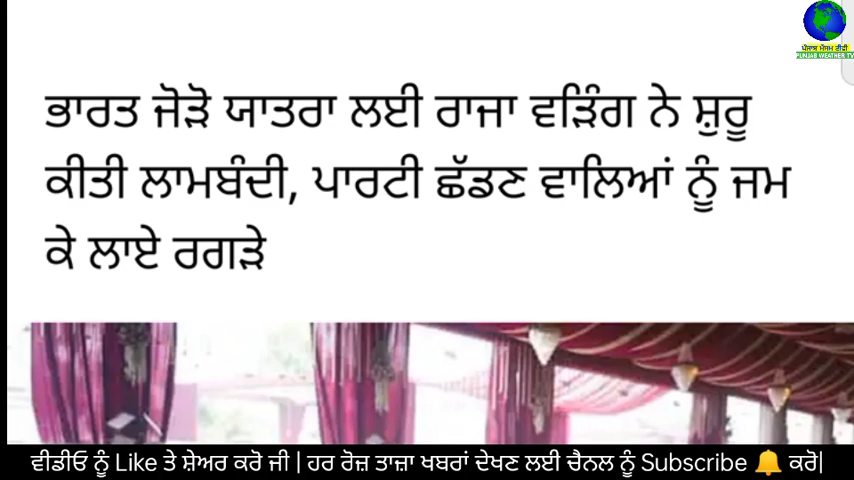 ਪੰਜਾਬ ਮੌਸਮ ਟੀਵੀ
PUNJAB WEATHER TV
ਭਾਰਤ ਜੋੜੋ ਯਾਤਰਾ ਲਈ ਰਾਜਾ ਵੜਿੰਗ ਨੇ ਸ਼ੁਰੂ
ਕੀਤੀ ਲਾਮਬੰਦੀ, ਪਾਰਟੀ ਛੱਡਣ ਵਾਲਿਆਂ ਨੂੰ ਜਮ
ਕੇ ਲਾਏ ਰਗੜੇ
ਵੀਡੀਓ ਨੂੰ Like ਤੇ ਸ਼ੇਅਰ ਕਰੋ ਜੀ | ਹਰ ਰੋਜ਼ ਤਾਜ਼ਾ ਖਬਰਾਂ ਦੇਖਣ ਲਈ ਚੈਨਲ ਨੂੰ Subscribe 🔔 ਕਰੋ|